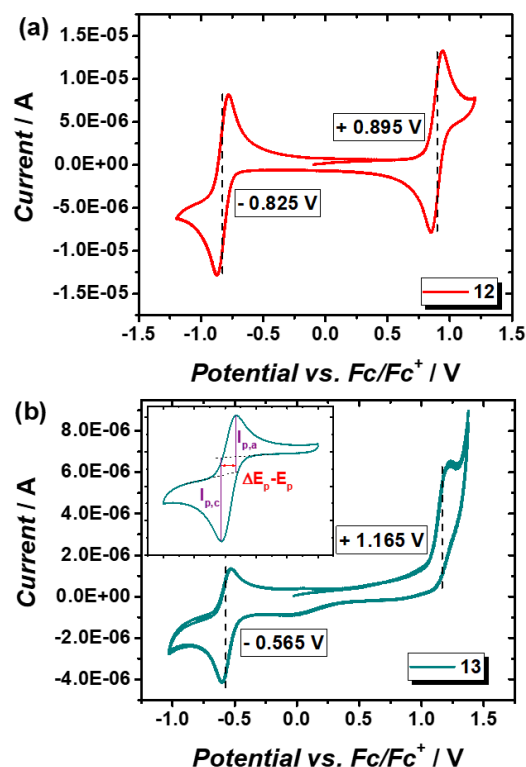 (a)
1.5E-05
1.0E-05
5.0E-06
0.0E+00
-5.0E-06
-1.0E-05
-1.5E-05
Current / A
+ 0.895 V
- 0.825 V
12
-1.5 -1.0 -0.5 0.0 0.5 1.0 1.5
Potential vs. Fc/Fc+ / V
(b)
8.0E-06
6.0E-06
4.0E-06
2.0E-06
0.0E+00
-2.0E-06
-4.0E-06
Current / A
Ip,a
ΔEp-Ep
Ip,c
+ 1.165 V
- 0.565 V
13
-1.0 -0.5 0.0 0.5 1.0 1.5
Potential vs. Fc/Fc+ / V